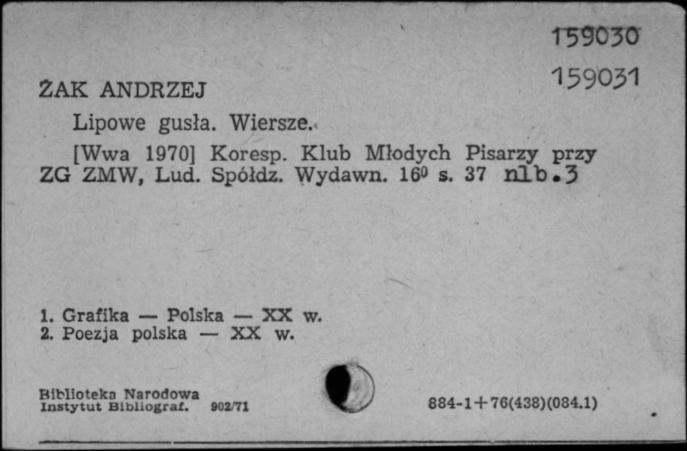 159030
159031
ŻAK ANDRZEJ
Lipowe gusła. Wiersze.
[Wwa 1970] Koresp. Klub Młodych Pisarzy przy
ZG ZMW, Lud. Spółdz. Wydawn. 16⁰ s. 37 nlb.3
1. Grafika — Polska — XX w.
2. Poezja polska — XX w.
Biblioteka Narodowa
Instytut Bibliograf. 902/71
884-1+76(438)(084.1)